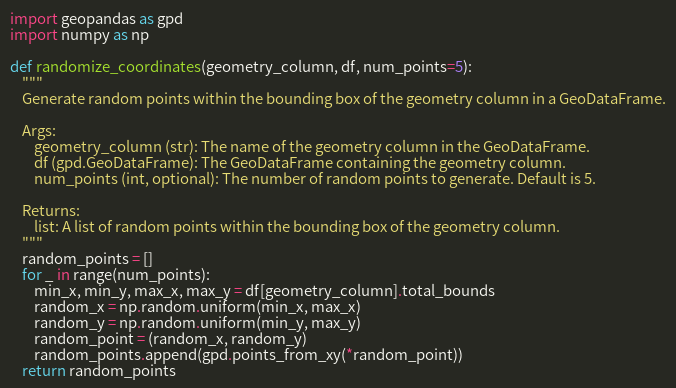 import geopandas as gpd
import numpy as np
def randomize_coordinates(geometry_column, df, num_points=5):
"""
Generate random points within the bounding box of the geometry column in a GeoDataFrame.
Args:
geometry_column (str): The name of the geometry column in the GeoDataFrame.
df (gpd.GeoDataFrame): The GeoDataFrame containing the geometry column.
num_points (int, optional): The number of random points to generate. Default is 5.
Returns:
list: A list of random points within the bounding box of the geometry column.
"""
random_points = []
for _ in range(num_points):
min_x, min_y, max_x, max_y = df[geometry_column].total_bounds
random_x = np.random.uniform(min_x, max_x)
random_y = np.random.uniform(min_y, max_y)
random_point = (random_x, random_y)
random_points.append(gpd.points_from_xy(*random_point))
return random_points